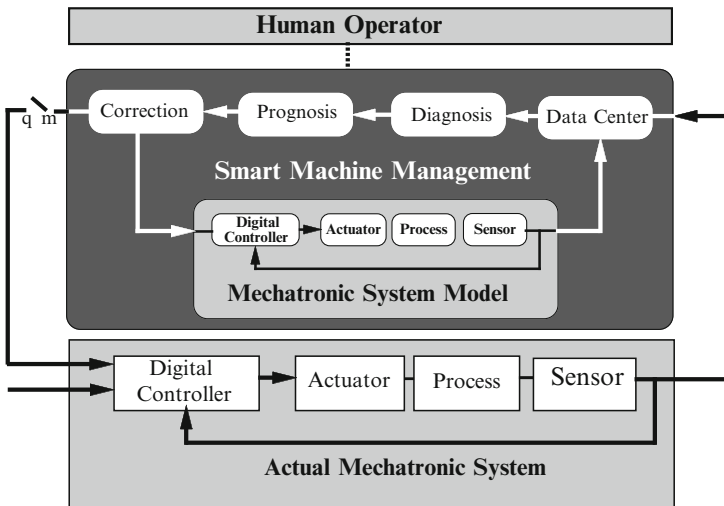 Human Operator
Correction
Prognosis
Diagnosis
Data Center
q m
Smart Machine Management
Digital
Controller
Actuator
Process
Sensor
Mechatronic System Model
Digital
Controller
Actuator
Process
Sensor
Actual Mechatronic System